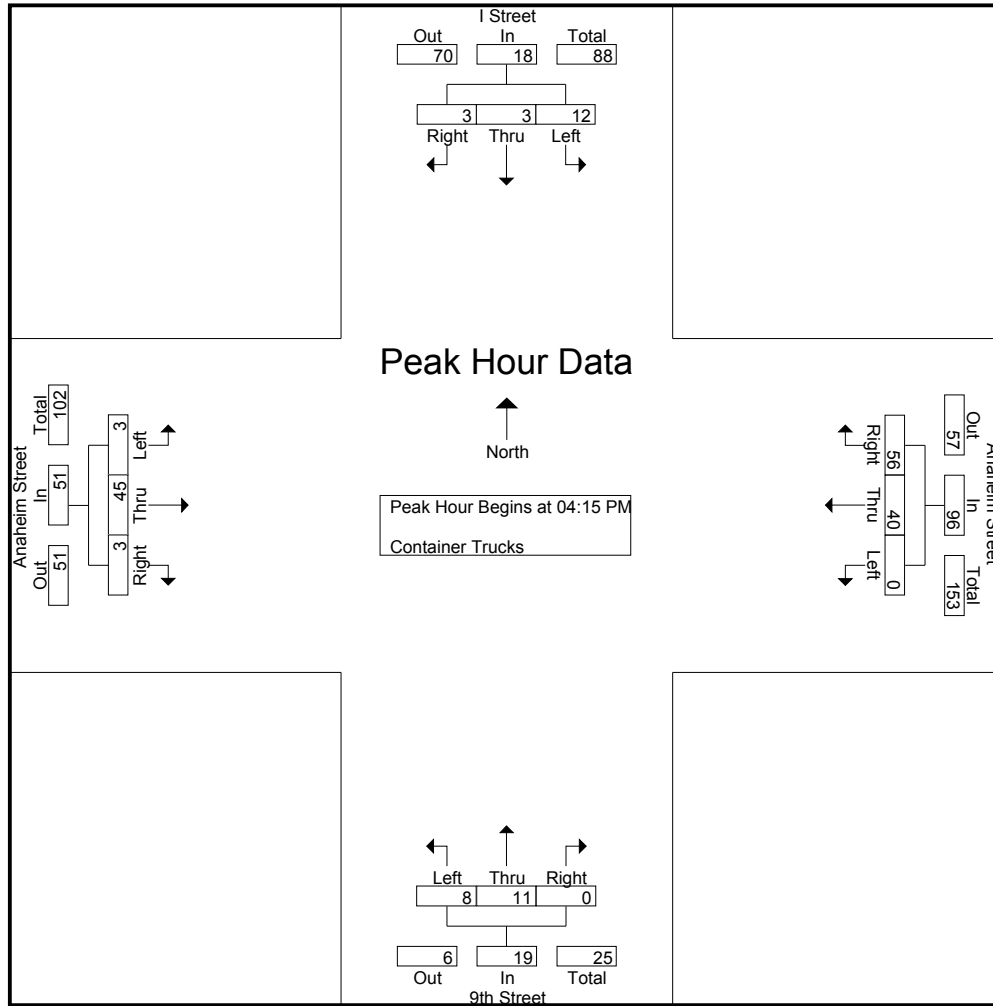 I Street
Out In Total
70 18 88
3 3 12
Right Thru Left
Peak Hour Data
North
Peak Hour Begins at 04:15 PM
Container Trucks
Anaheim Street
Out In Total
51 51 102
3 45 3
Right Thru Left
Anaheim Street
Out In Total
57 96 153
56 40 0
Right Thru Left
Left Thru Right
8 11 0
6 19 25
Out In Total
9th Street